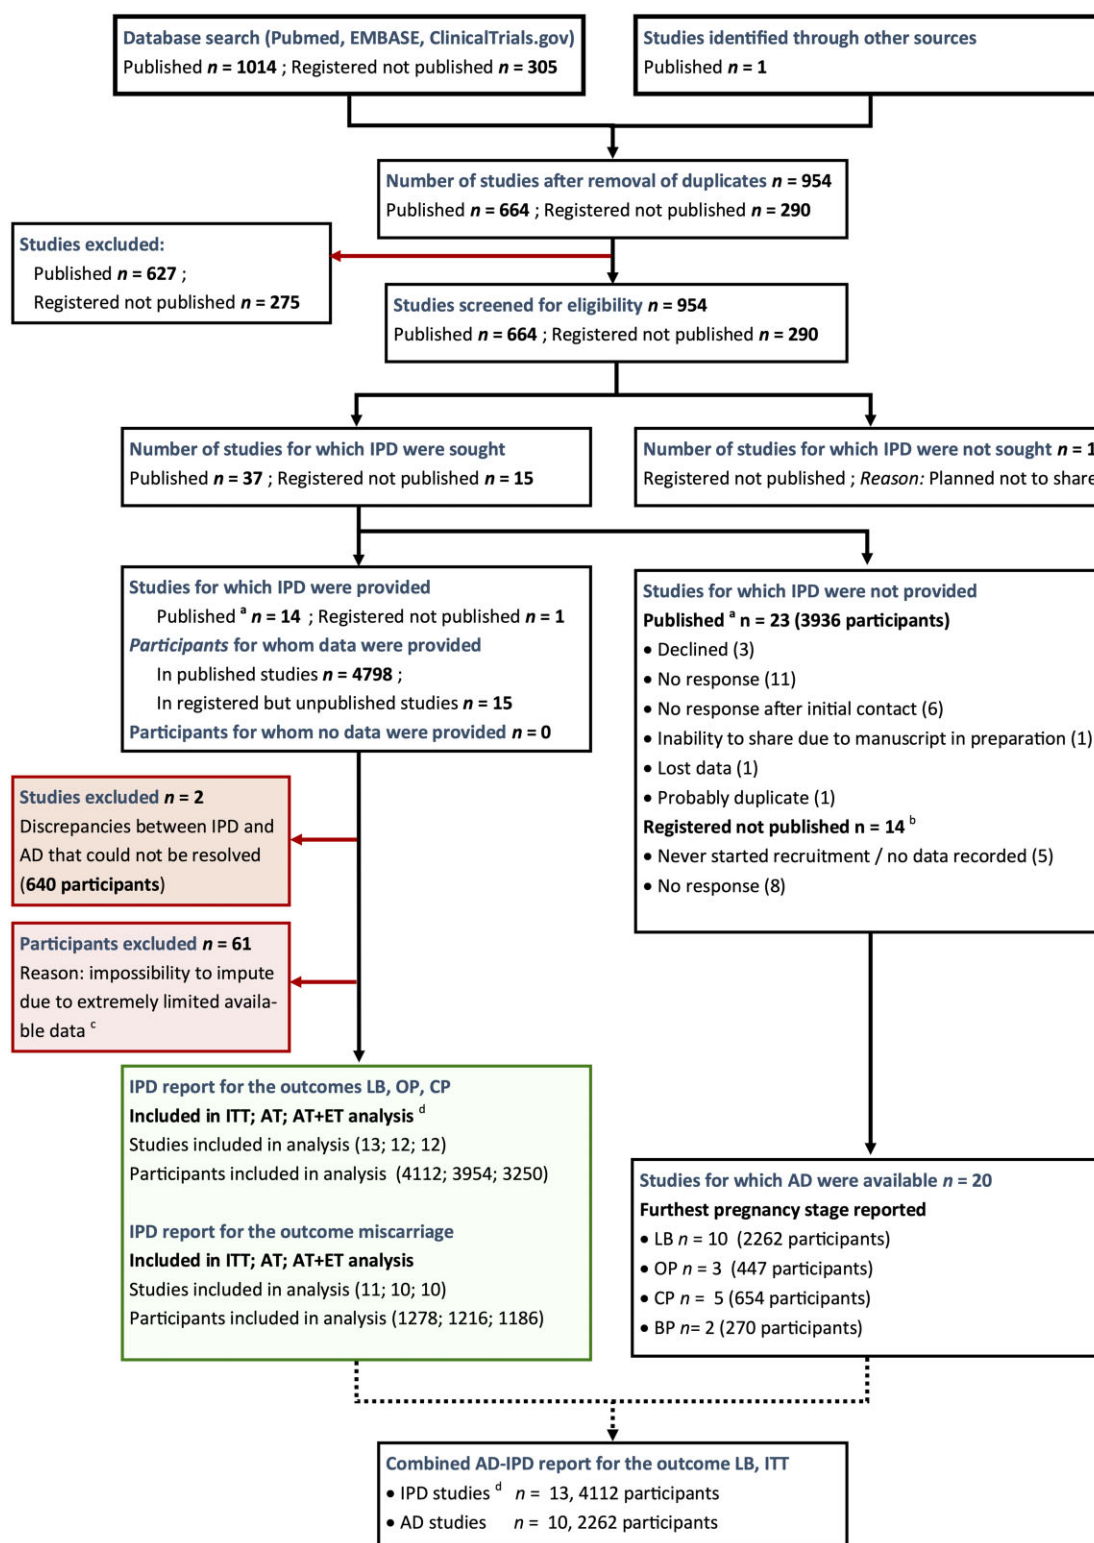 Database search (Pubmed, EMBASE, ClinicalTrials.gov)
Published n = 1014 ; Registered not published n = 305
Studies identified through other sources
Published n = 1
Number of studies after removal of duplicates n = 954
Published n = 664 ; Registered not published n = 290
Studies excluded:
Published n = 627 ;
Registered not published n = 275
Studies screened for eligibility n = 954
Published n = 664 ; Registered not published n = 290
Number of studies for which IPD were sought
Published n = 37 ; Registered not published n = 15
Number of studies for which IPD were not sought n = 1
Registered not published ; Reason: Planned not to share
Studies for which IPD were provided
Published a n = 14 ; Registered not published n = 1
Participants for whom data were provided
In published studies n = 4798 ;
In registered but unpublished studies n = 15
Participants for whom no data were provided n = 0
Studies for which IPD were not provided
Published a n = 23 (3936 participants)
• Declined (3)
• No response (11)
• No response after initial contact (6)
• Inability to share due to manuscript in preparation (1)
• Lost data (1)
• Probably duplicate (1)
Registered not published n = 14 b
• Never started recruitment / no data recorded (5)
• No response (8)
Studies excluded n = 2
Discrepancies between IPD and
AD that could not be resolved
(640 participants)
Participants excluded n = 61
Reason: impossibility to impute
due to extremely limited availa-
ble data c
IPD report for the outcomes LB, OP, CP
Included in ITT; AT; AT+ET analysis d
Studies included in analysis (13; 12; 12)
Participants included in analysis (4112; 3954; 3250)
IPD report for the outcome miscarriage
Included in ITT; AT; AT+ET analysis
Studies included in analysis (11; 10; 10)
Participants included in analysis (1278; 1216; 1186)
Studies for which AD were available n = 20
Furthest pregnancy stage reported
• LB n = 10 (2262 participants)
• OP n = 3 (447 participants)
• CP n = 5 (654 participants)
• BP n= 2 (270 participants)
Combined AD-IPD report for the outcome LB, ITT
• IPD studies d n = 13, 4112 participants
• AD studies n = 10, 2262 participants